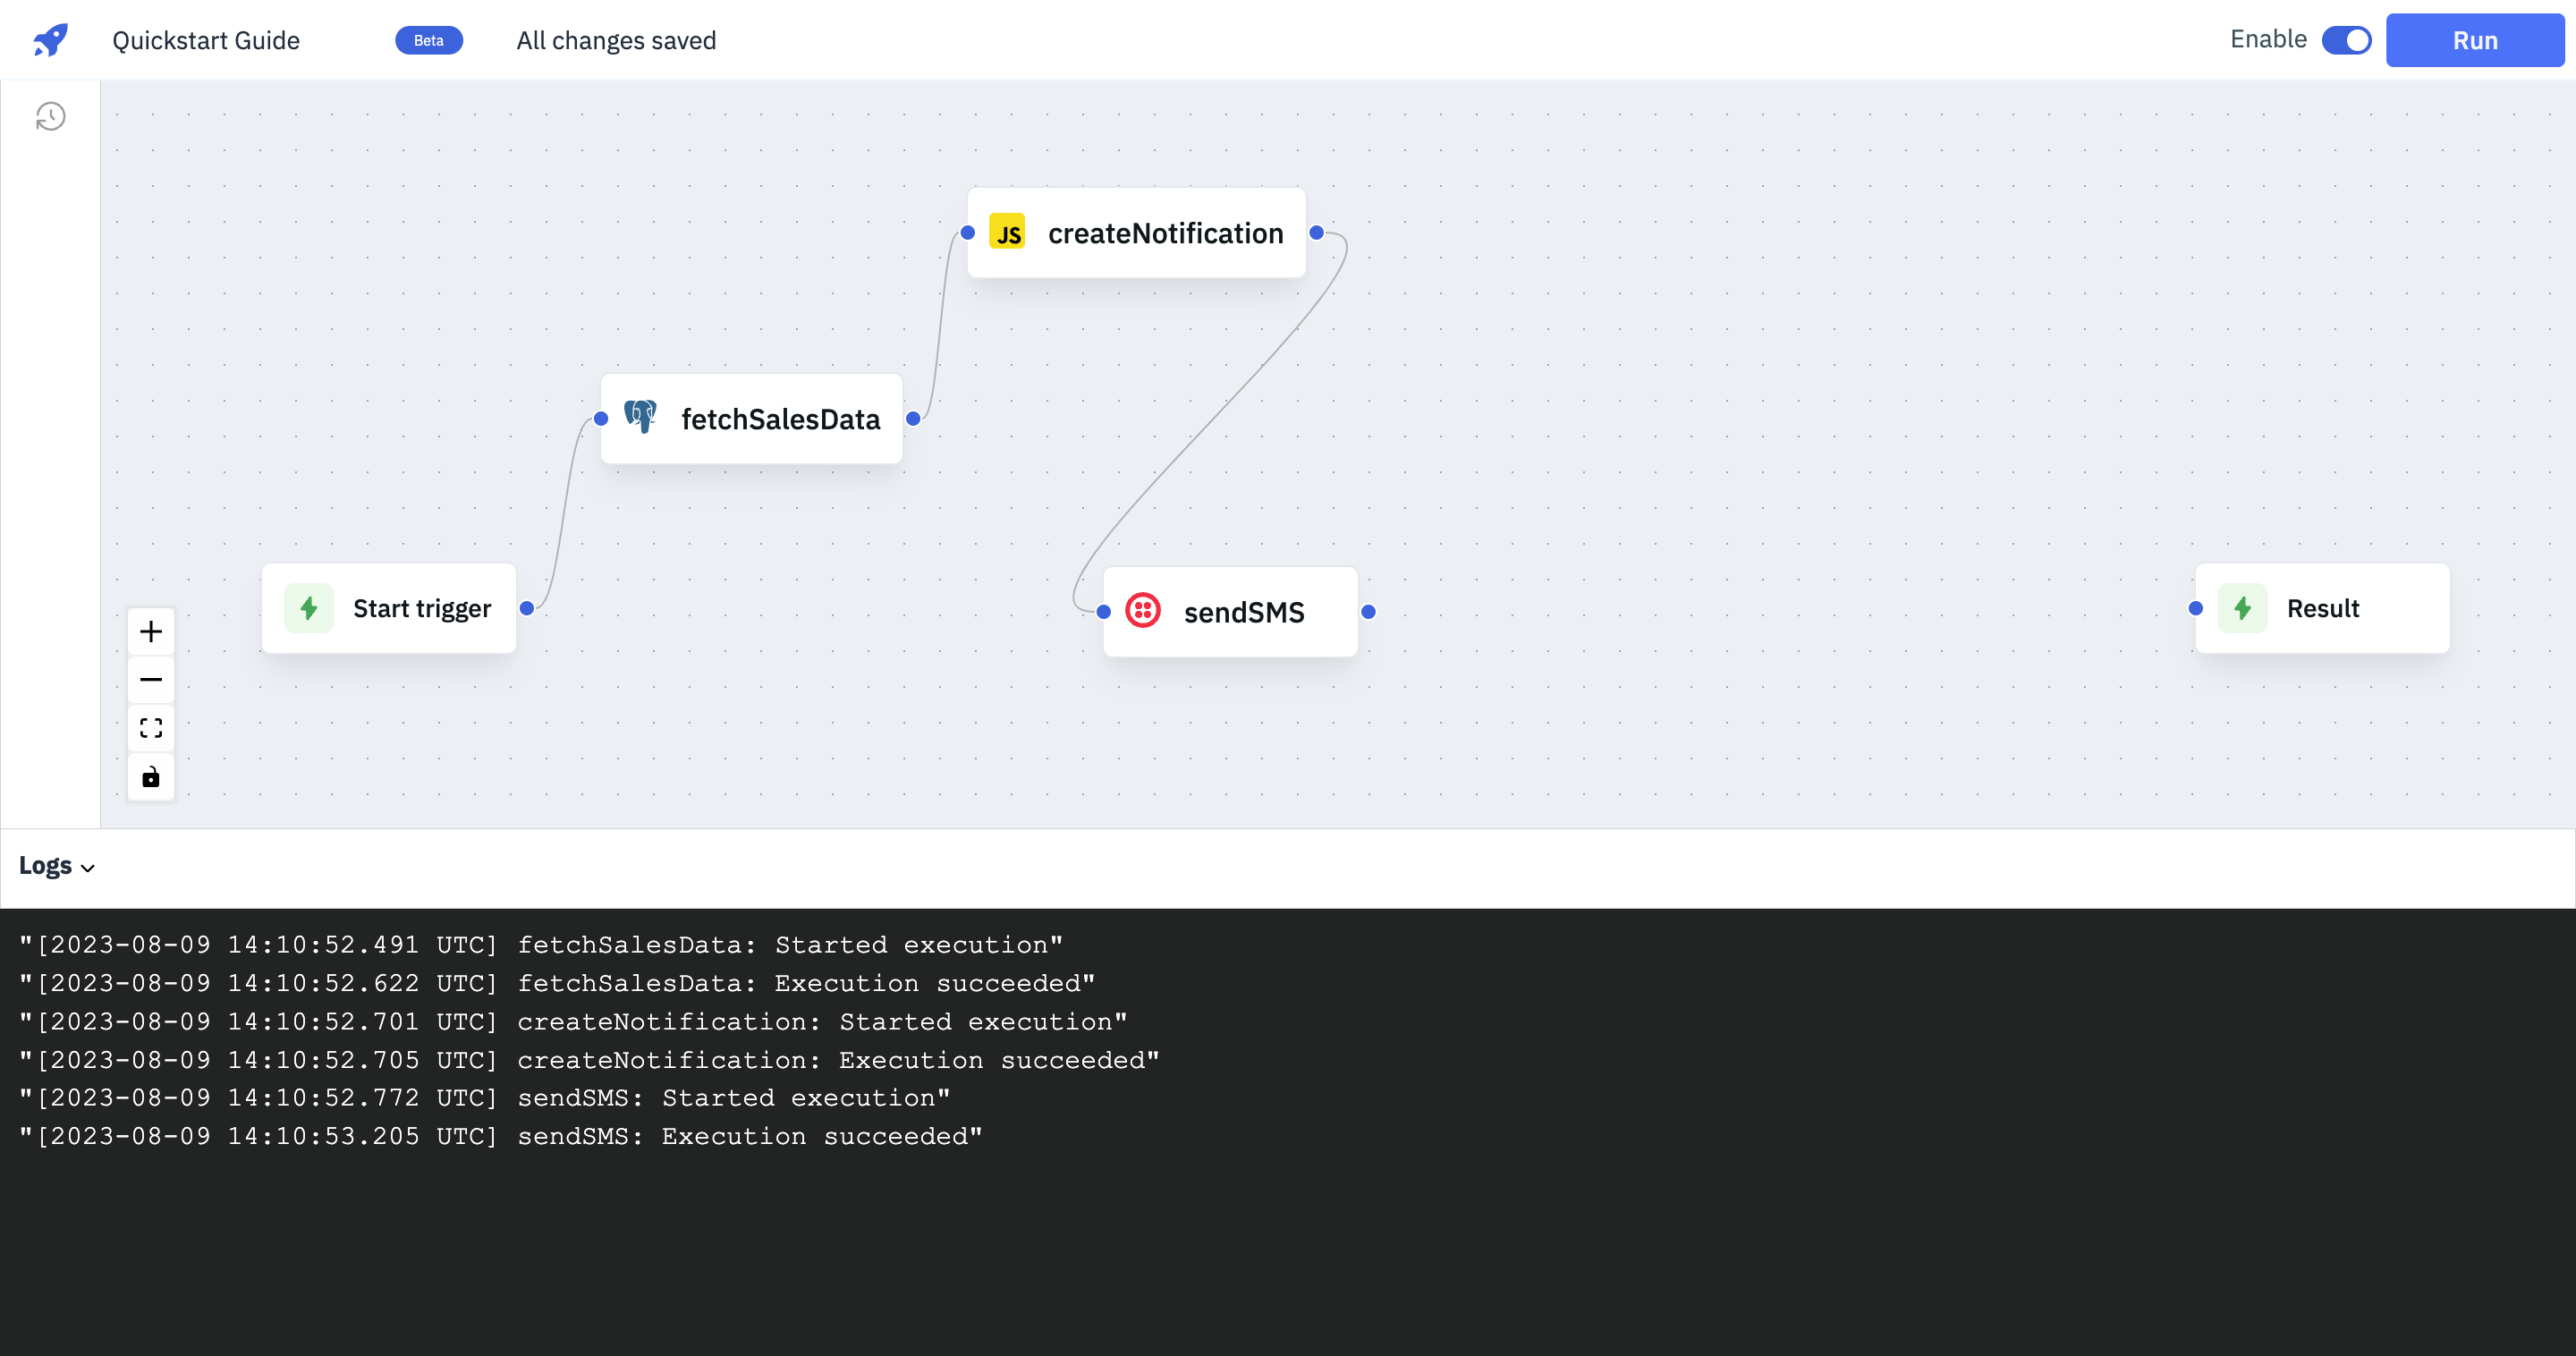 Quickstart Guide
Beta
All changes saved
Enable
Run
JS createNotification
fetchSalesData
Start trigger
sendSMS
Result
Logs
"[2023-08-09 14:10:52.491 UTC] fetchSalesData: Started execution"
"[2023-08-09 14:10:52.622 UTC] fetchSalesData: Execution succeeded"
"[2023-08-09 14:10:52.701 UTC] createNotification: Started execution"
"[2023-08-09 14:10:52.705 UTC] createNotification: Execution succeeded"
"[2023-08-09 14:10:52.772 UTC] sendSMS: Started execution"
"[2023-08-09 14:10:53.205 UTC] sendSMS: Execution succeeded"